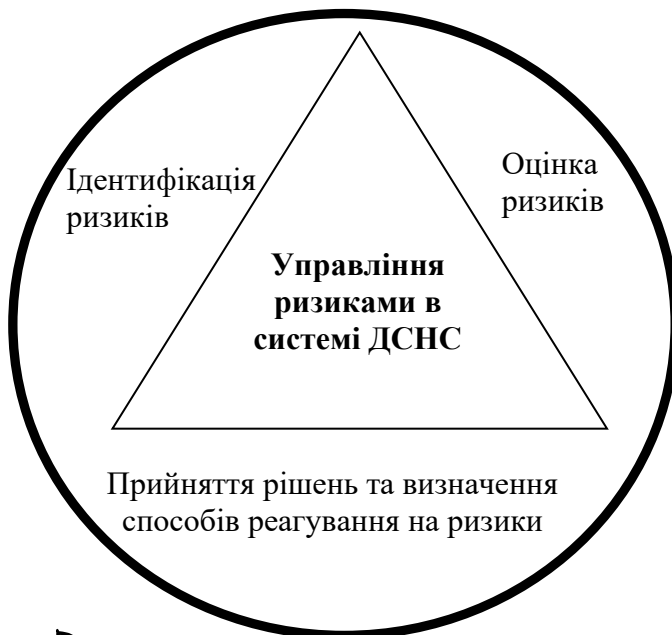 Ідентифікація
ризиків
Оцінка
ризиків
Управління
ризиками в
системі ДСНС
Прийняття рішень та визначення
способів реагування на ризики